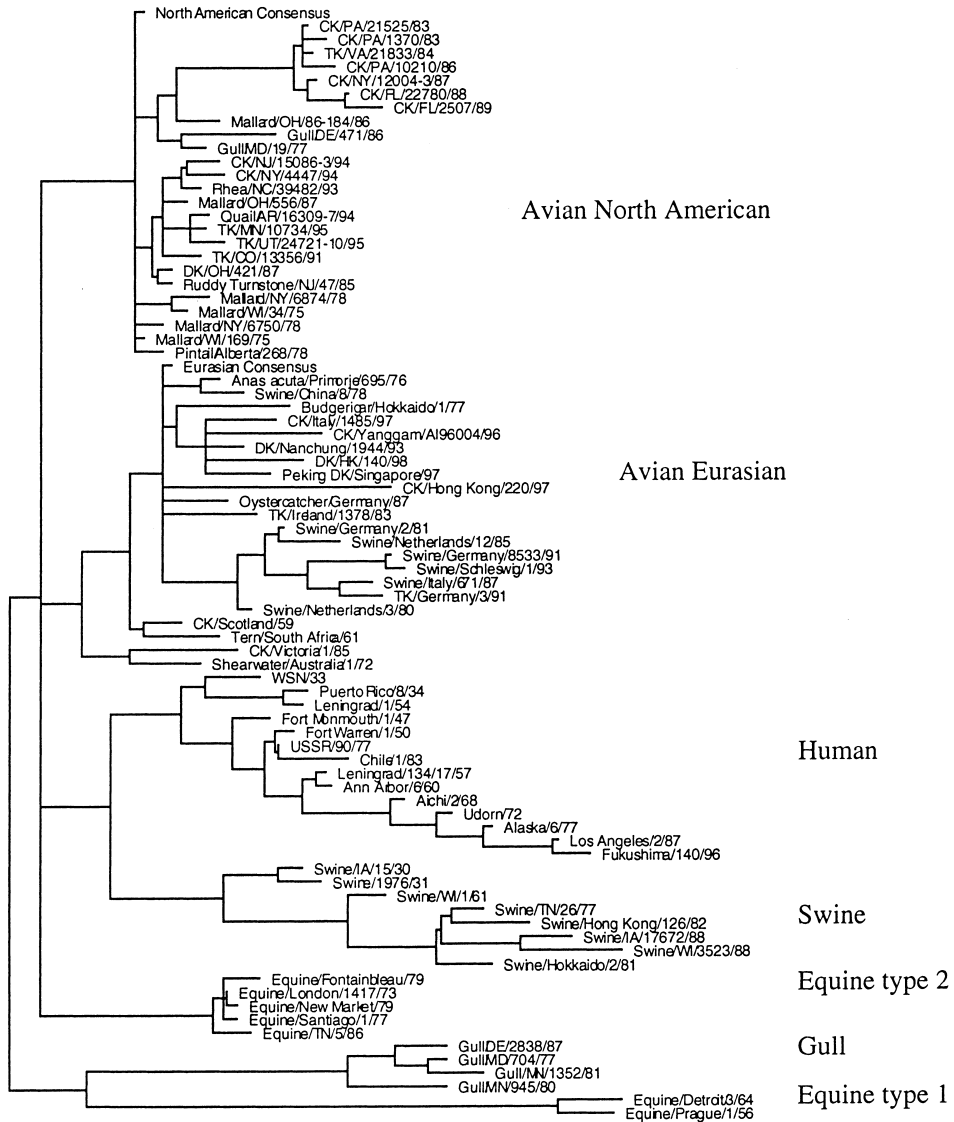 North American Consensus
CK/PA/21525/83
CK/PA/1370/83
TK/VA/21833/84
CK/PA/10210/86
CK/NY/12004-3/87
CK/FL/22780/88
CK/FL/2507/89
Mallard/OH/86-184/86
Gull/DE/471/86
Gull/MD/19/77
CK/NJ/15086-3/94
CK/NY/4447/94
Rhea/NC/39482/93
Mallard/OH/556/87
Avian North American
Quail/AR/16309-7/94
TK/MN/10734/95
TK/UT/24721-10/95
TK/CO/13356/91
DK/OH/421/87
Ruddy Turnstone/NJ/47/85
Mallard/NY/6874/78
Mallard/WI/34/75
Mallard/NY/6750/78
Mallard/WI/169/75
Pintail/Alberta/268/78
Eurasian Consensus
Anas acuta/Primorje/695/76
Swine/China/8/78
Budgerigar/Hokkaido/1/77
CK/Italy/1485/97
CK/Yanggam/AI96004/96
DK/Nanchung/1944/93
DK/HK/140/98
Avian Eurasian
Peking DK/Singapore/97
CK/Hong Kong/220/97
Oystercatcher/Germany/87
TK/Ireland/1378/83
Swine/Germany/2/81
Swine/Netherlands/12/85
Swine/Germany/8533/91
Swine/Schleswig/1/93
Swine/Italy/671/87
TK/Germany/3/91
Swine/Netherlands/3/80
CK/Scotland/59
Tern/South Africa/61
CK/Victoria/1/85
Shearwater/Australia/1/72
WSN/33
Puerto Rico/8/34
Leningrad/1/54
Fort Monmouth/1/47
Fort Warren/1/50
USSR/90/77
Human
Chile/1/83
Leningrad/134/17/57
Ann Arbor/6/60
Aichi/2/68
Udorn/72
Alaska/6/77
Los Angeles/2/87
Fukushima/140/96
Swine/IA/15/30
Swine/1976/31
Swine/WI/1/61
Swine/TN/26/77
Swine
Swine/Hong Kong/126/82
Swine/IA/17672/88
Swine/WI/3523/88
Swine/Hokkaido/2/81
Equine/Fontainbleau/79
Equine type 2
Equine/London/1417/73
Equine/New Market/79
Equine/Santiago/1/77
Equine/TN/5/86
Gull/DE/2838/87
Gull
Gull/MD/704/77
Gull/MN/1352/81
Gull/MN/945/80
Equine type 1
Equine/Detroit/3/64
Equine/Prague/1/56